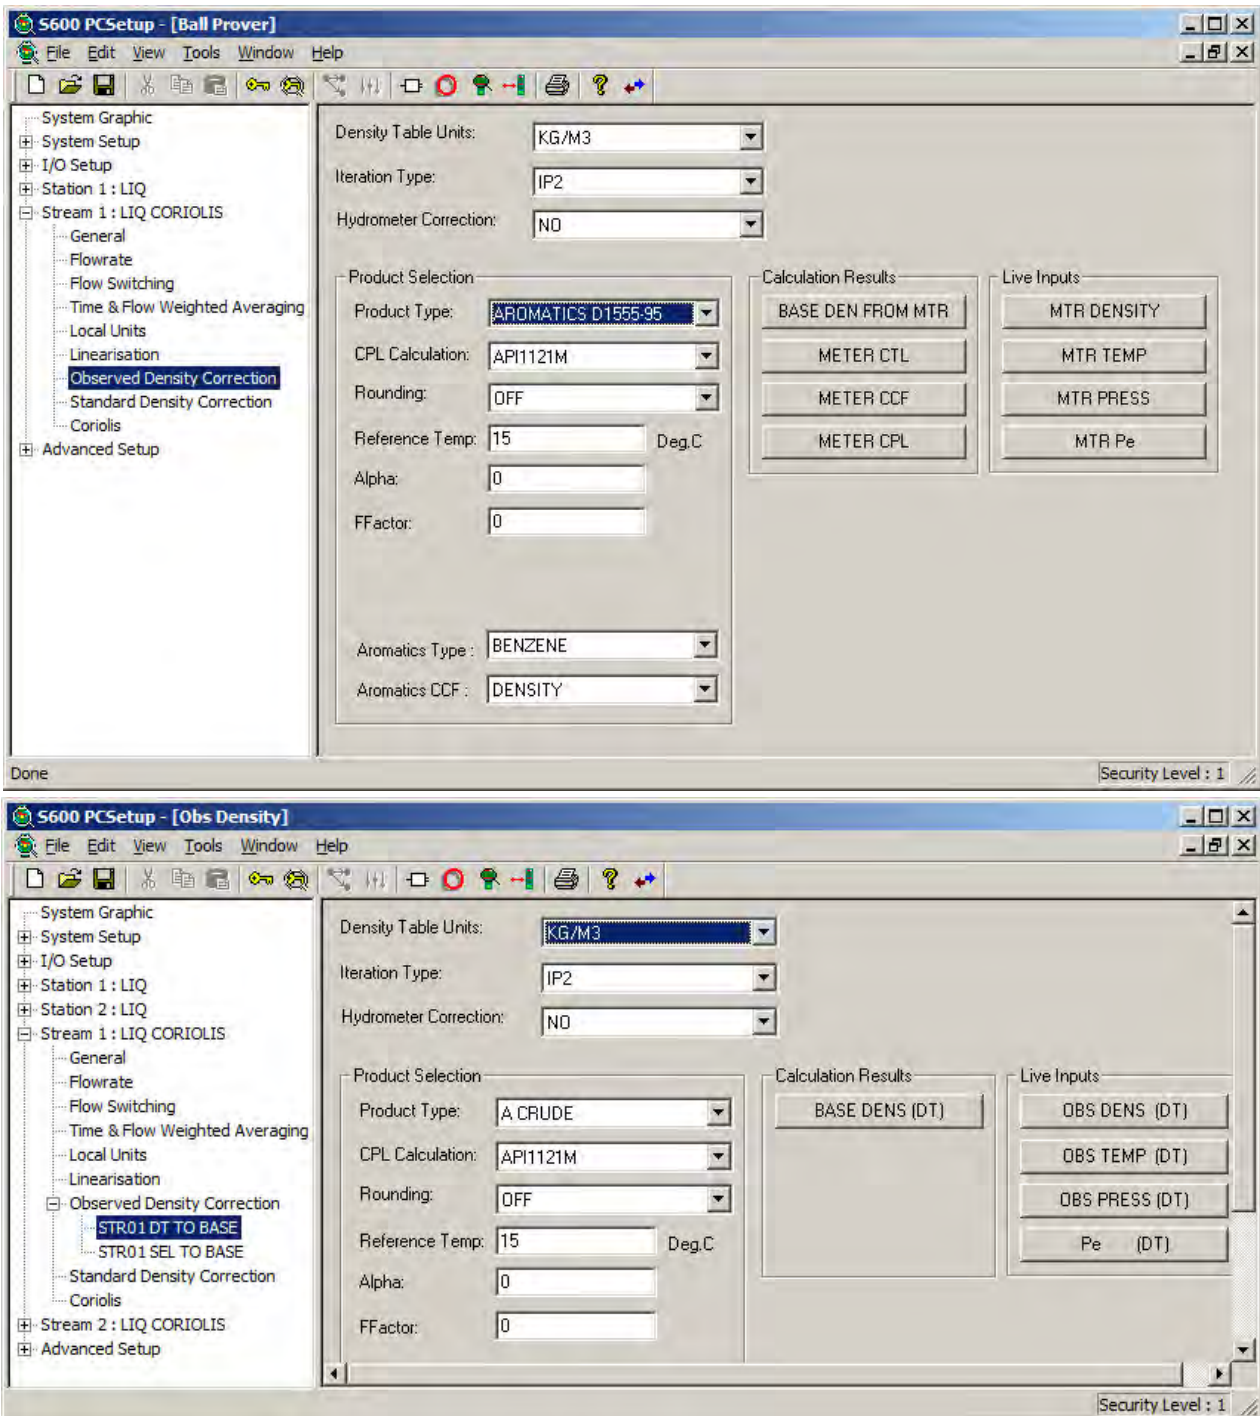 S600 PCSetup - [Ball Prover]
File Edit View Tools Window Help
System Graphic
System Setup
I/O Setup
Station 1 : LIQ
Stream 1 : LIQ CORIOLIS
General
Flowrate
Flow Switching
Time & Flow Weighted Averaging
Local Units
Linearisation
Observed Density Correction
Standard Density Correction
Coriolis
Advanced Setup
Density Table Units: KG/M3
Iteration Type: IP2
Hydrometer Correction: NO
Product Selection
Product Type: AROMATICS D1555-95
CPL Calculation: API1121M
Rounding: OFF
Reference Temp: 15 Deg.C
Alpha: 0
FFactor: 0
Aromatics Type : BENZENE
Aromatics CCF : DENSITY
Calculation Results
BASE DEN FROM MTR
METER CTL
METER CCF
METER CPL
Live Inputs
MTR DENSITY
MTR TEMP
MTR PRESS
MTR Pe
Done
Security Level : 1
S600 PCSetup - [Obs Density]
File Edit View Tools Window Help
System Graphic
System Setup
I/O Setup
Station 1 : LIQ
Station 2 : LIQ
Stream 1 : LIQ CORIOLIS
General
Flowrate
Flow Switching
Time & Flow Weighted Averaging
Local Units
Linearisation
Observed Density Correction
STR01 DT TO BASE
STR01 SEL TO BASE
Standard Density Correction
Coriolis
Stream 2 : LIQ CORIOLIS
Advanced Setup
Density Table Units: KG/M3
Iteration Type: IP2
Hydrometer Correction: NO
Product Selection
Product Type: A CRUDE
CPL Calculation: API1121M
Rounding: OFF
Reference Temp: 15 Deg.C
Alpha: 0
FFactor: 0
Calculation Results
BASE DENS (DT)
Live Inputs
OBS DENS (DT)
OBS TEMP (DT)
OBS PRESS (DT)
Pe (DT)
Security Level : 1